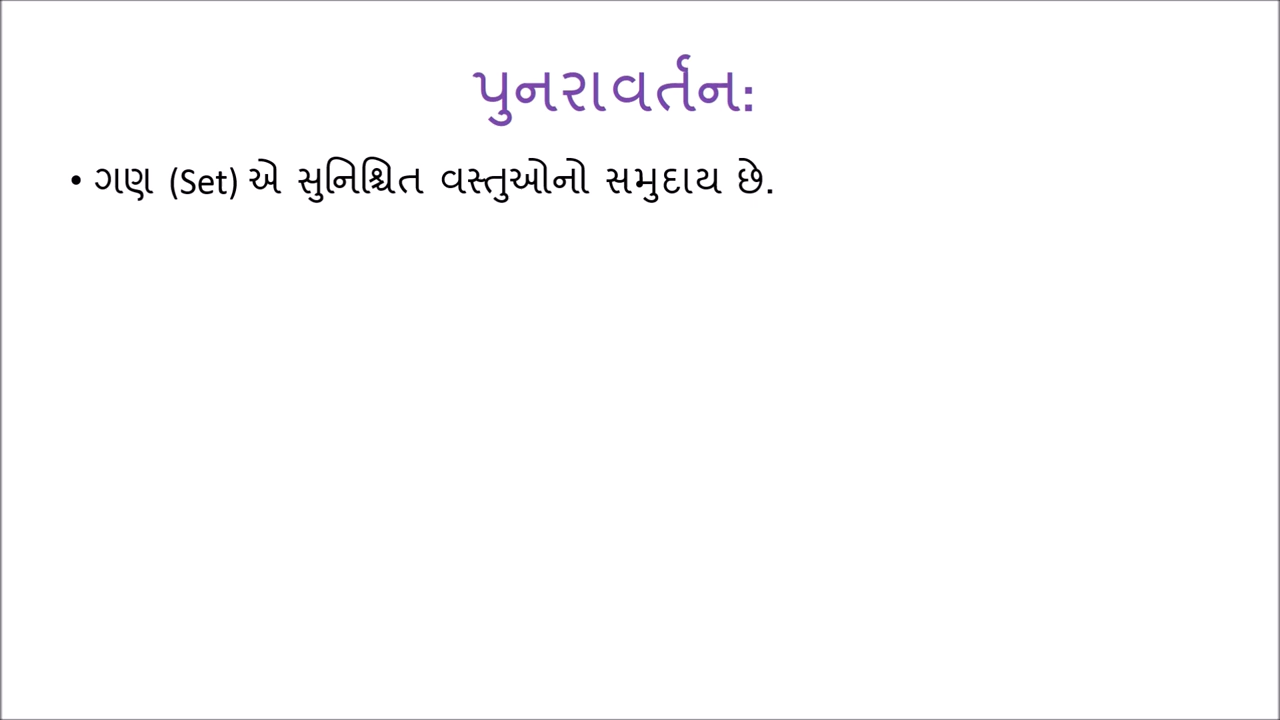 પુનરાવર્તન:
• ગણ (Set) એ સુનિશ્ચિત વસ્તુઓનો સમુદાય છે.